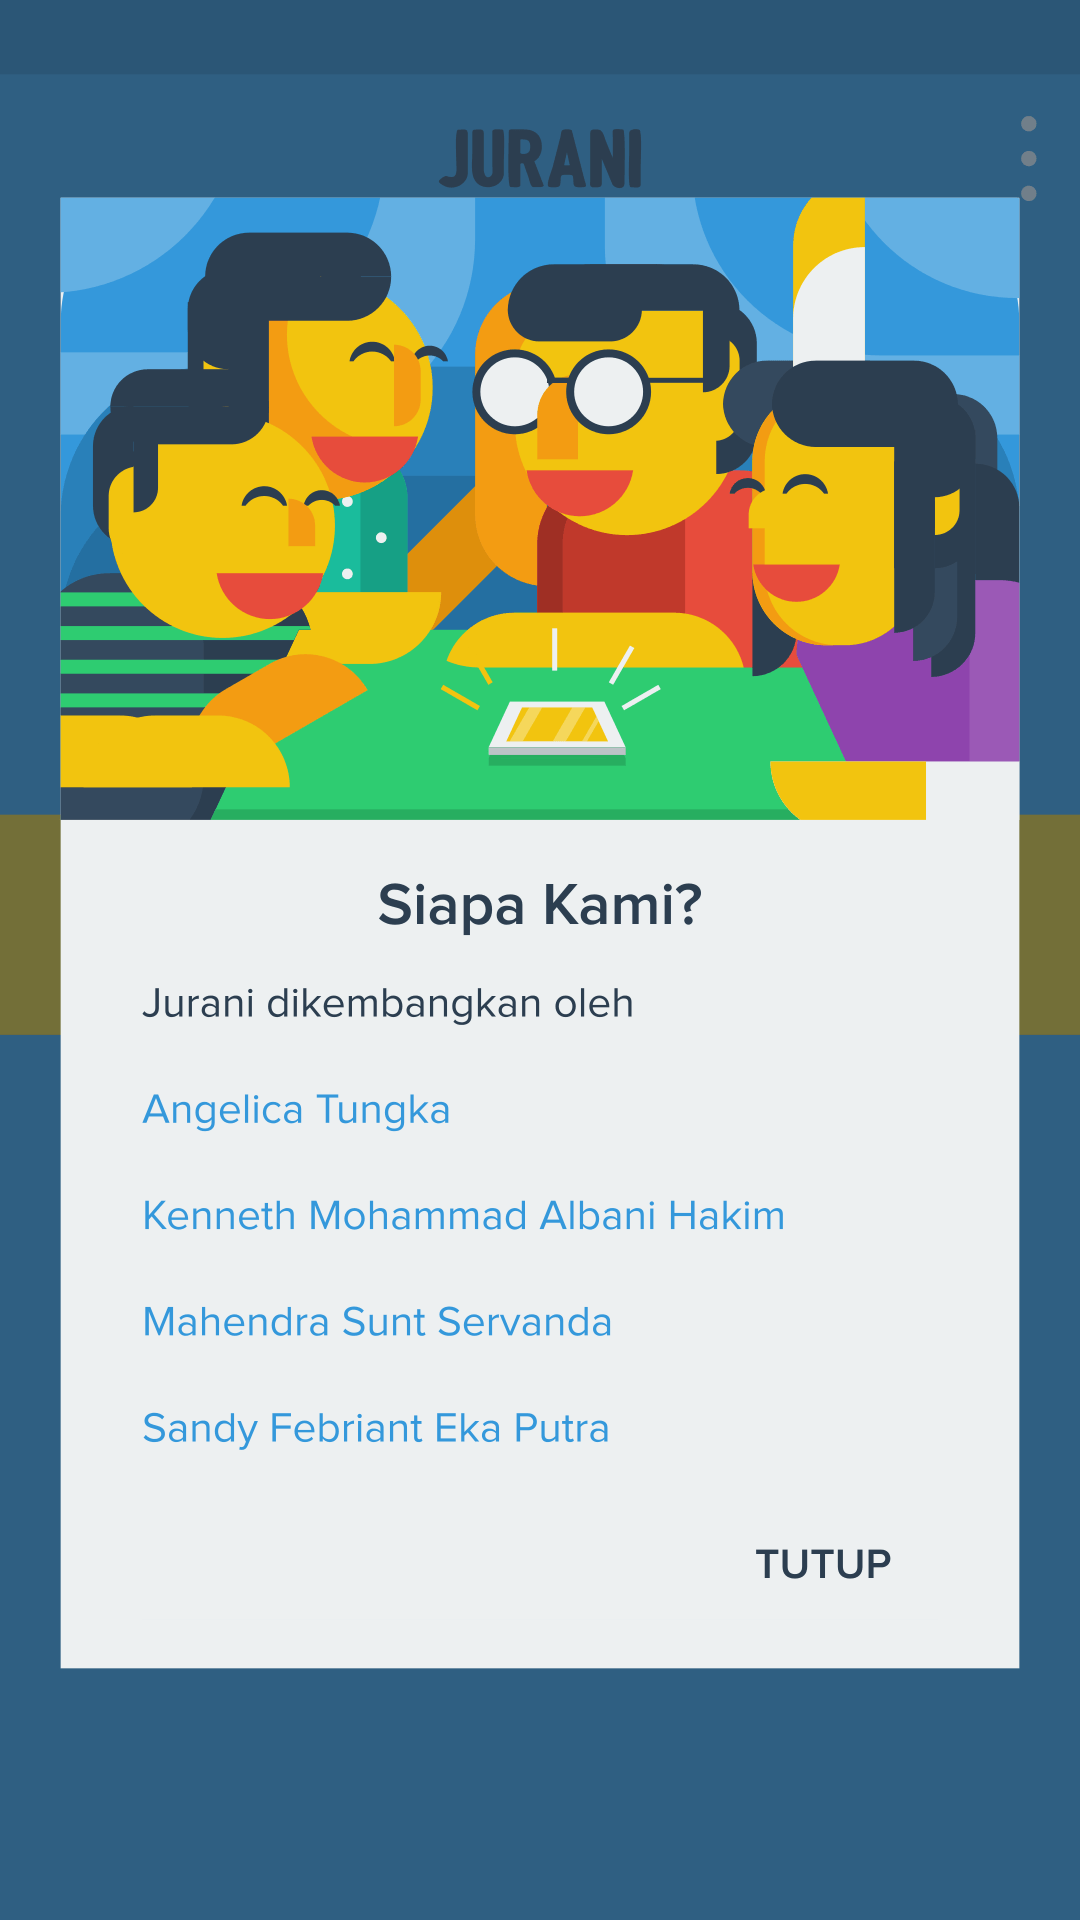 JURANI
Siapa Kami?
Jurani dikembangkan oleh
Angelica Tungka
Kenneth Mohammad Albani Hakim
Mahendra Sunt Servanda
Sandy Febriant Eka Putra
TUTUP